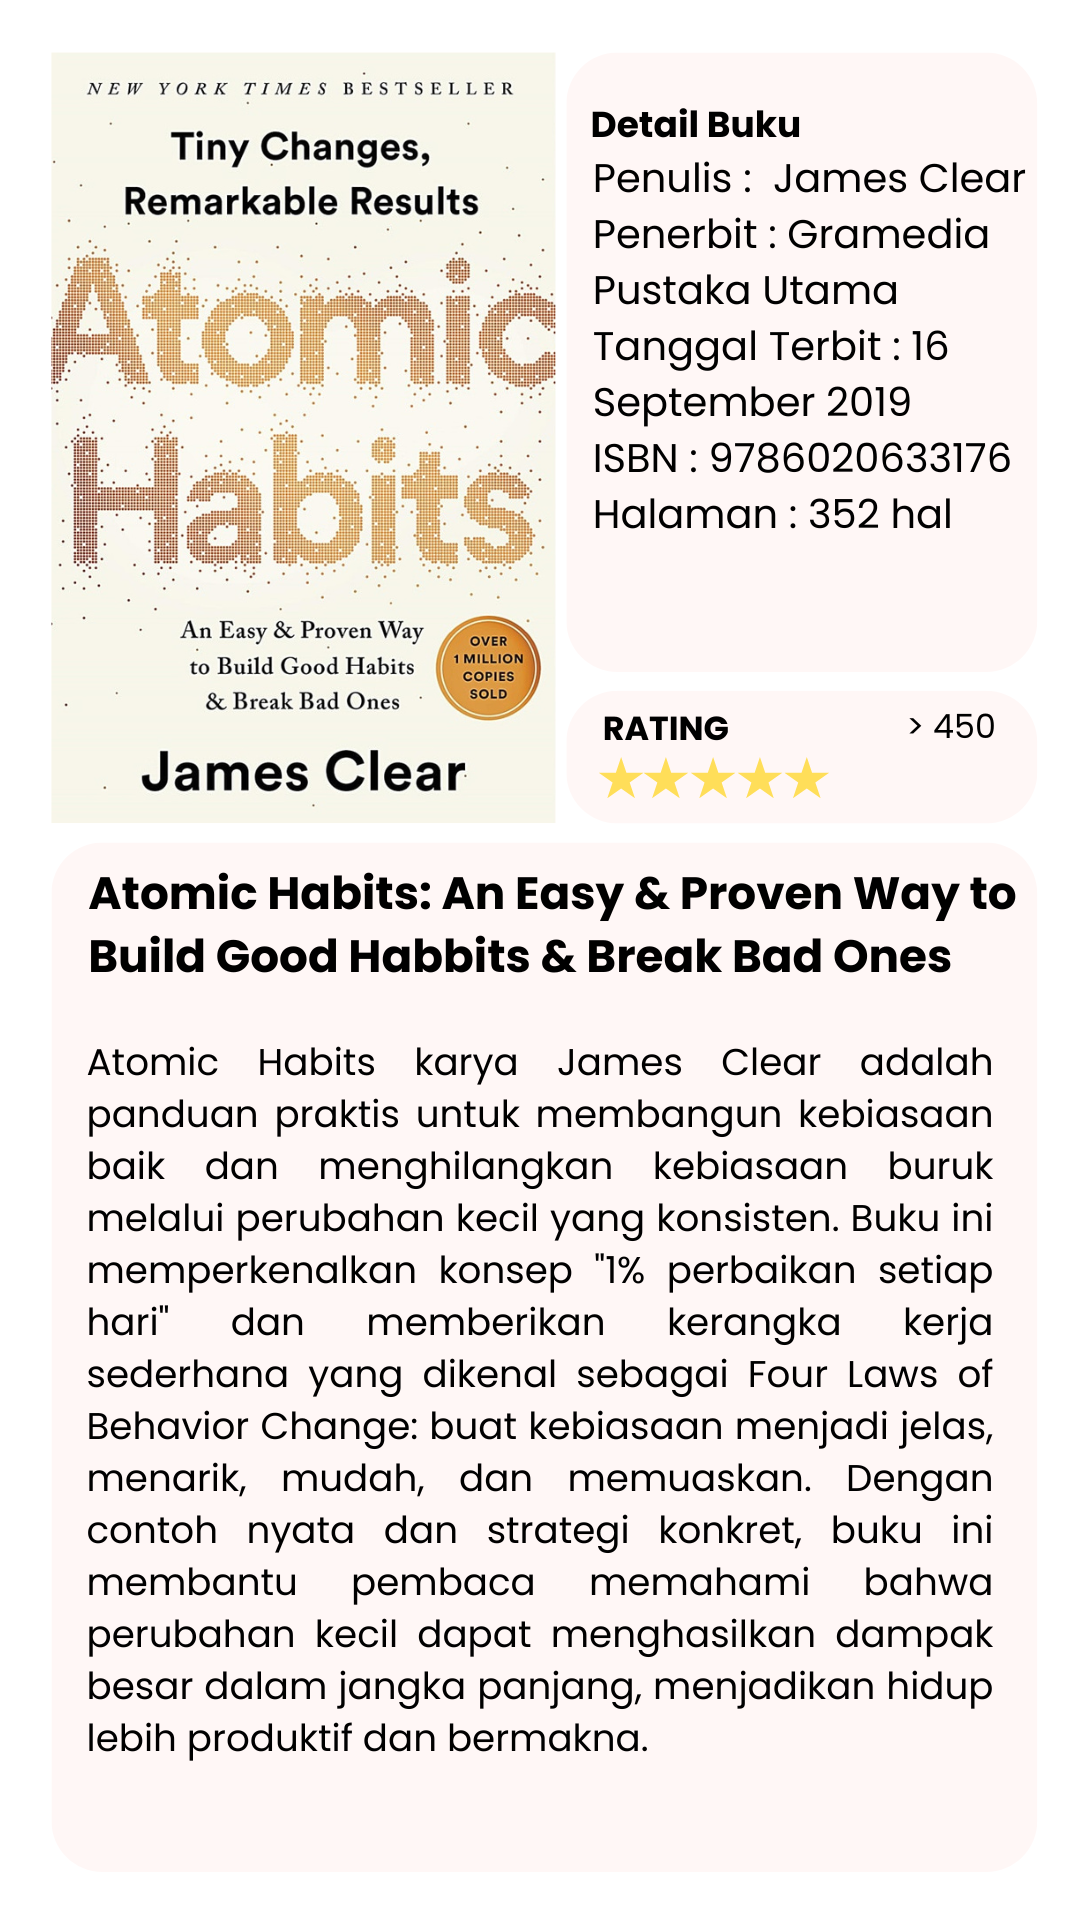 NEW YORK TIMES BESTSELLER
Tiny Changes,
Remarkable Results
Atomic
Habits
An Easy & Proven Way
to Build Good Habits
& Break Bad Ones
OVER
1 MILLION
COPIES
SOLD
James Clear
Detail Buku
Penulis : James Clear
Penerbit : Gramedia
Pustaka Utama
Tanggal Terbit : 16
September 2019
ISBN : 9786020633176
Halaman : 352 hal
RATING > 450
Atomic Habits: An Easy & Proven Way to
Build Good Habbits & Break Bad Ones
Atomic Habits karya James Clear adalah
panduan praktis untuk membangun kebiasaan
baik dan menghilangkan kebiasaan buruk
melalui perubahan kecil yang konsisten. Buku ini
memperkenalkan konsep "1% perbaikan setiap
hari" dan memberikan kerangka kerja
sederhana yang dikenal sebagai Four Laws of
Behavior Change: buat kebiasaan menjadi jelas,
menarik, mudah, dan memuaskan. Dengan
contoh nyata dan strategi konkret, buku ini
membantu pembaca memahami bahwa
perubahan kecil dapat menghasilkan dampak
besar dalam jangka panjang, menjadikan hidup
lebih produktif dan bermakna.